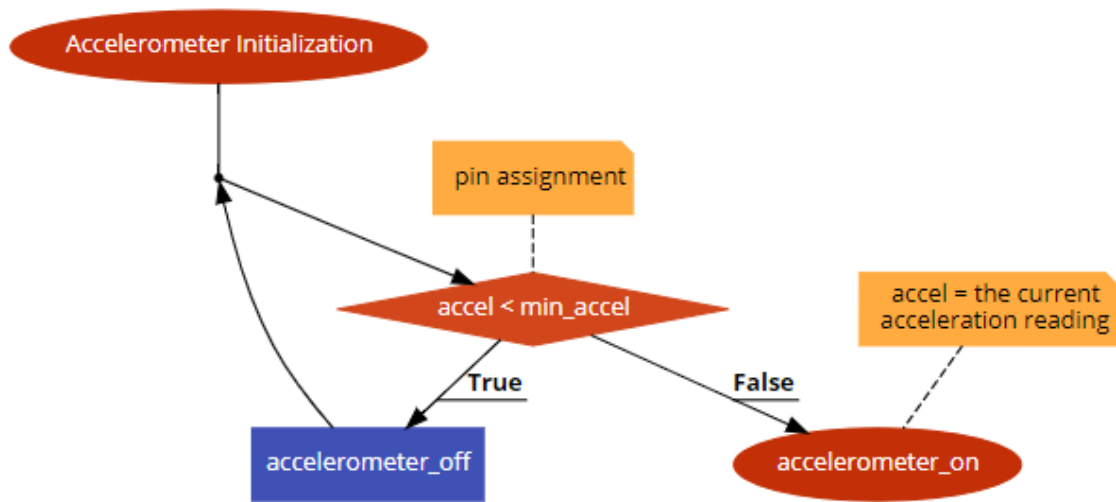 Accelerometer Initialization
pin assignment
accel < min_accel
accel = the current
acceleration reading
True
False
accelerometer_off
accelerometer_on